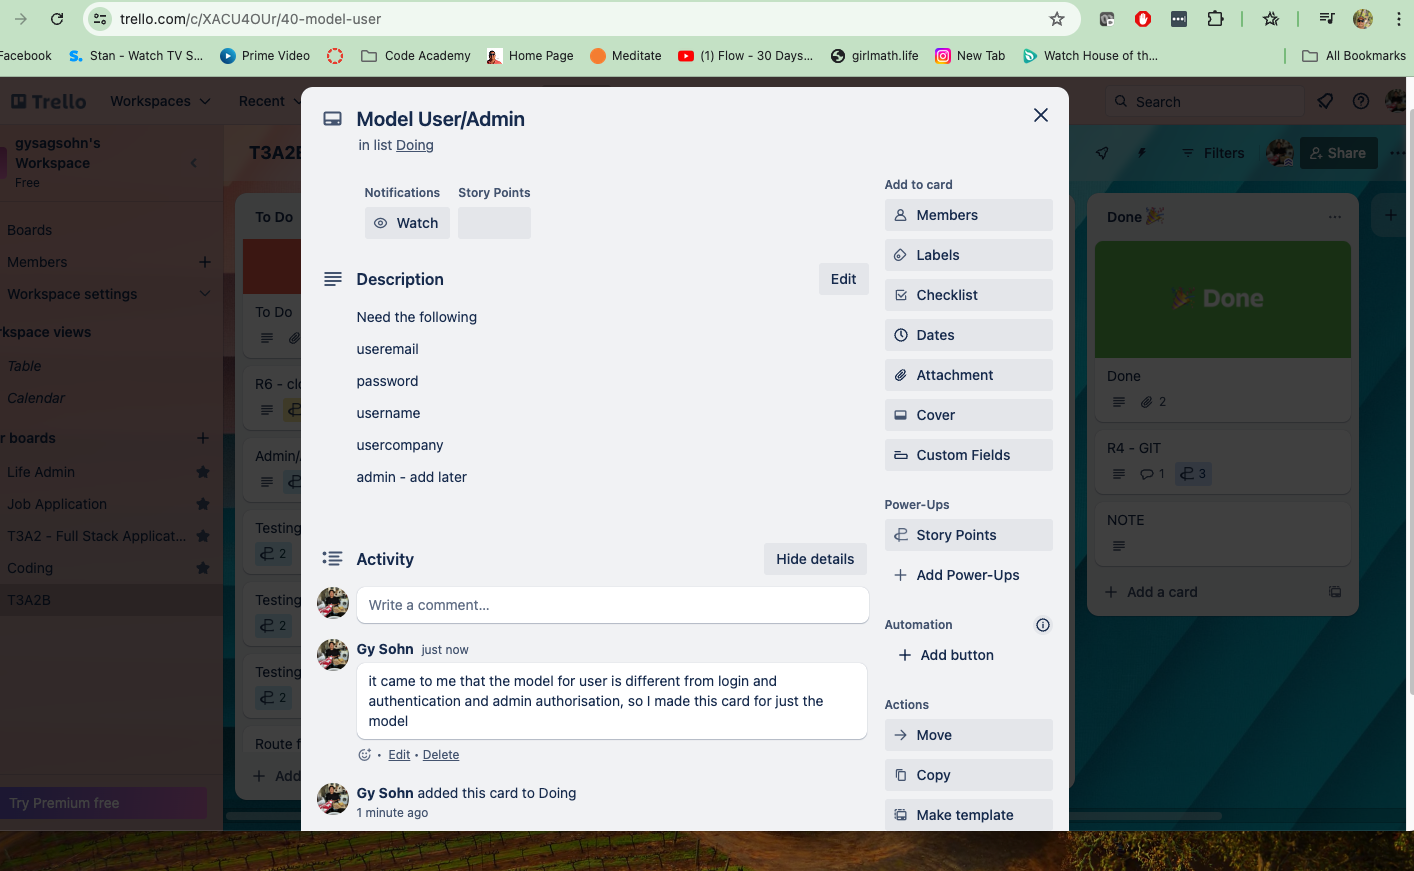 trello.com/c/XACU4OUr/40-model-user
Facebook
Stan - Watch TV S...
Prime Video
Code Academy
Home Page
Meditate
(1) Flow - 30 Days...
girlmath.life
New Tab
Watch House of th...
All Bookmarks
Trello
Workspaces
Recent
Search
gysagsohn's
Workspace
Free
Boards
Members
Workspace settings
Table
Calendar
Life Admin
Job Application
T3A2 - Full Stack Applicat...
Coding
T3A2B
Try Premium free
To Do
To Do
R6 - clo
Admin/
Testing
2
Testing
2
Testing
2
Route f
Add
Model User/Admin
in list Doing
Notifications
Story Points
Watch
Description
Edit
Need the following
useremail
password
username
usercompany
admin - add later
Activity
Hide details
Write a comment...
Gy Sohn just now
it came to me that the model for user is different from login and
authentication and admin authorisation, so I made this card for just the
model
• Edit • Delete
Gy Sohn added this card to Doing
1 minute ago
Add to card
Members
Labels
Checklist
Dates
Attachment
Cover
Custom Fields
Power-Ups
Story Points
Add Power-Ups
Automation
Add button
Actions
Move
Copy
Make template
Filters
Share
Done 🎉
🎉 Done
Done
2
R4 - GIT
1
3
NOTE
Add a card